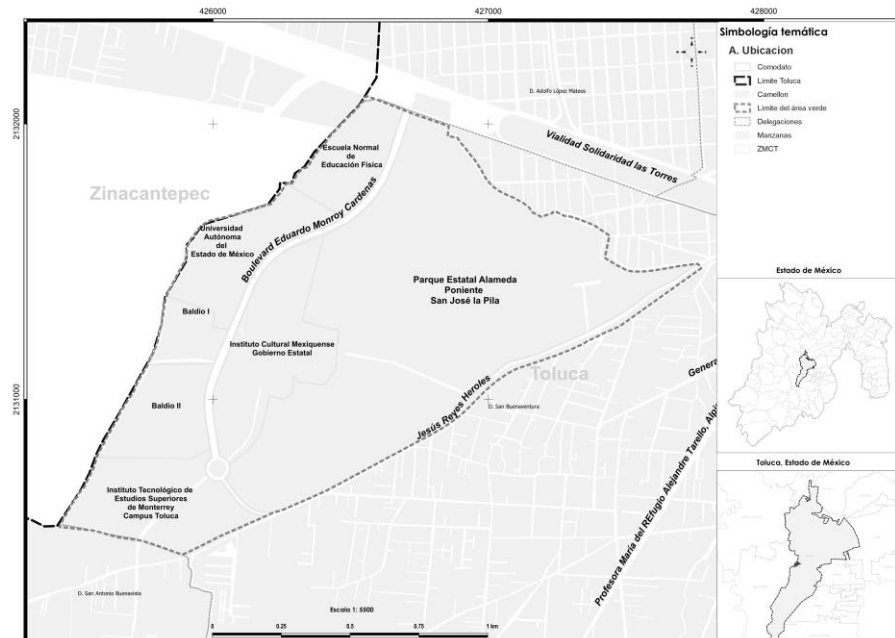 426000
427000
428000
2132000
2131000
Simbología temática
A. Ubicacion
Comodato
Limite Toluca
Camellon
Limite del área verde
Delegaciones
Manzanas
ZMCT
D. Adolfo López Mateos
Vialidad Solidaridad las Torres
Escuela Normal
de
Educación Física
Zinacantepec
Boulevard Eduardo Monroy Cardenas
Universidad
Autónoma
del
Estado de México
Parque Estatal Alameda
Poniente
San José la Pila
Baldío I
Instituto Cultural Mexiquense
Gobierno Estatal
Toluca
Genera
Baldío II
D. San Buenaventura
Jesús Reyes Heroles
Profesora María del REfugio Alejandre Tarello, Alpi
Instituto Tecnológico de
Estudios Superiores
de Monterrey
Campus Toluca
D. San Antonio Buenavista
Escala 1: 5500
0 0.25 0.5 1 km
Estado de México
Toluca, Estado de México